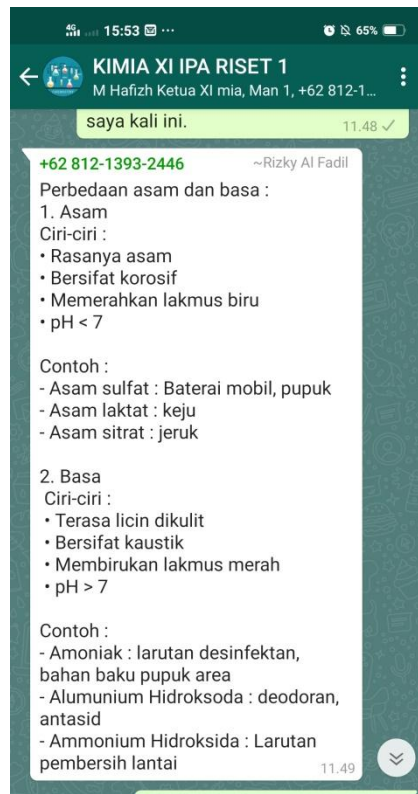 4G 15:53 ... 65%
KIMIA XI IPA RISET 1
M Hafizh Ketua XI mia, Man 1, +62 812-1...
saya kali ini.
11.48
+62 812-1393-2446 ~Rizky Al Fadil
Perbedaan asam dan basa :
1. Asam
Ciri-ciri :
• Rasanya asam
• Bersifat korosif
• Memerahkan lakmus biru
• pH < 7
Contoh :
- Asam sulfat : Baterai mobil, pupuk
- Asam laktat : keju
- Asam sitrat : jeruk
2. Basa
Ciri-ciri :
• Terasa licin dikulit
• Bersifat kaustik
• Membirukan lakmus merah
• pH > 7
Contoh :
- Amoniak : larutan desinfektan,
bahan baku pupuk area
- Alumunium Hidroksoda : deodoran,
antasid
- Ammonium Hidroksida : Larutan
pembersih lantai
11.49